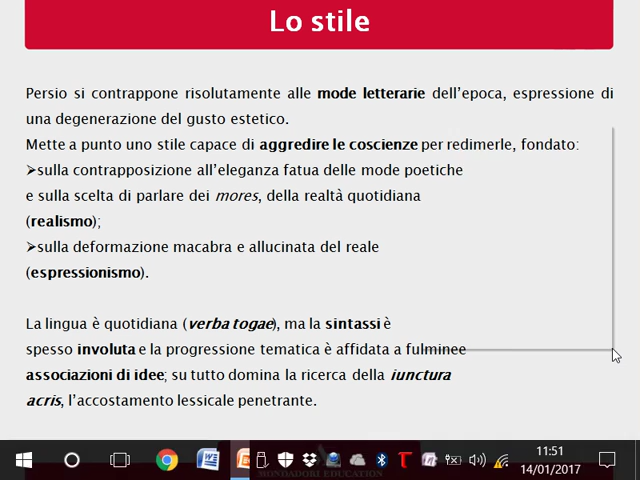 Lo stile
Persio si contrappone risolutamente alle mode letterarie dell'epoca, espressione di
una degenerazione del gusto estetico.
Mette a punto uno stile capace di aggredire le coscienze per redimerle, fondato:
➢sulla contrapposizione all'eleganza fatua delle mode poetiche
e sulla scelta di parlare dei mores, della realtà quotidiana
(realismo);
➢sulla deformazione macabra e allucinata del reale
(espressionismo).
La lingua è quotidiana (verba togae), ma la sintassi è
spesso involuta e la progressione tematica è affidata a fulminee
associazioni di idee; su tutto domina la ricerca della iunctura
acris, l'accostamento lessicale penetrante.
MONDADORI EDUCATION
11:51
14/01/2017